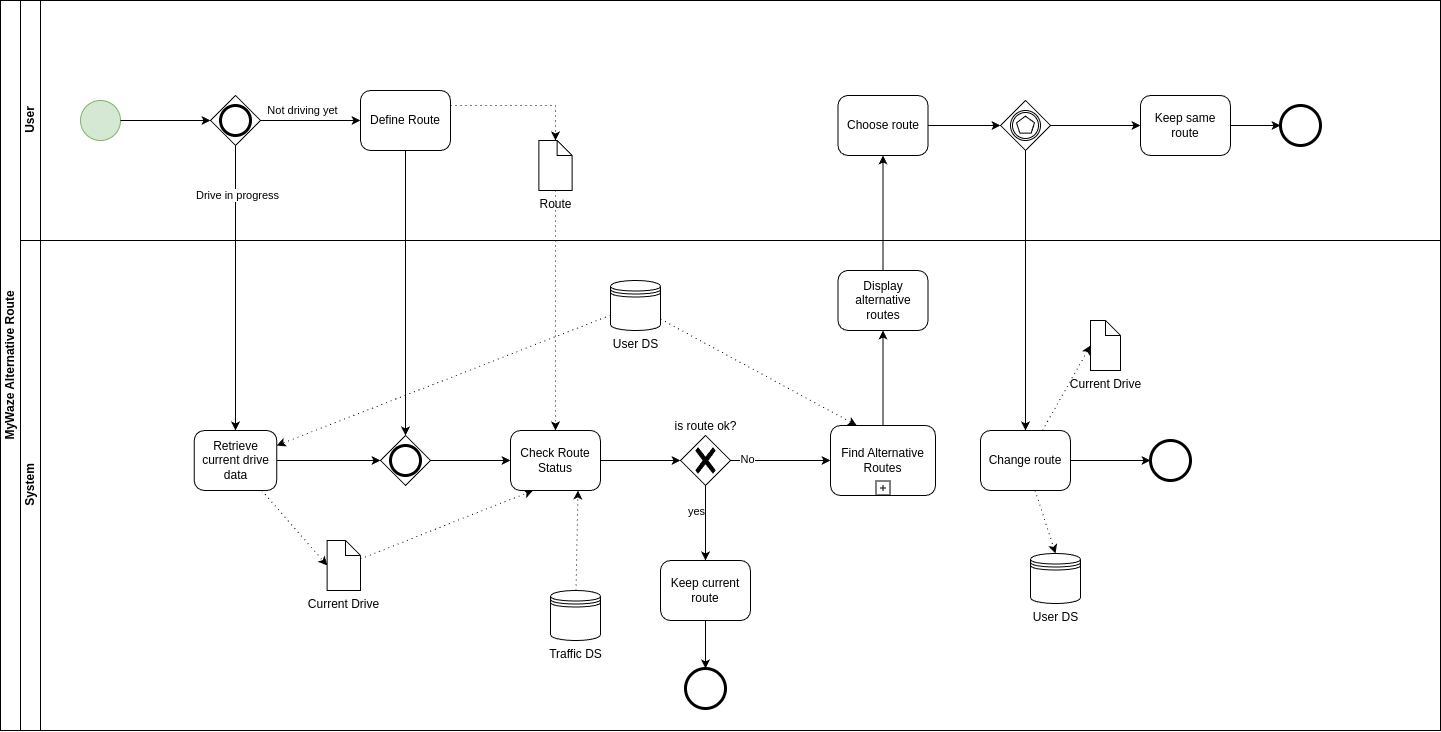 MyWaze Alternative Route
User
Not driving yet
Define Route
Drive in progress
Route
Choose route
Keep same
route
System
User DS
Display
alternative
routes
Current Drive
Retrieve
current drive
data
Check Route
Status
is route ok?
No
yes
Find Alternative
Routes
Change route
Current Drive
Traffic DS
Keep current
route
User DS